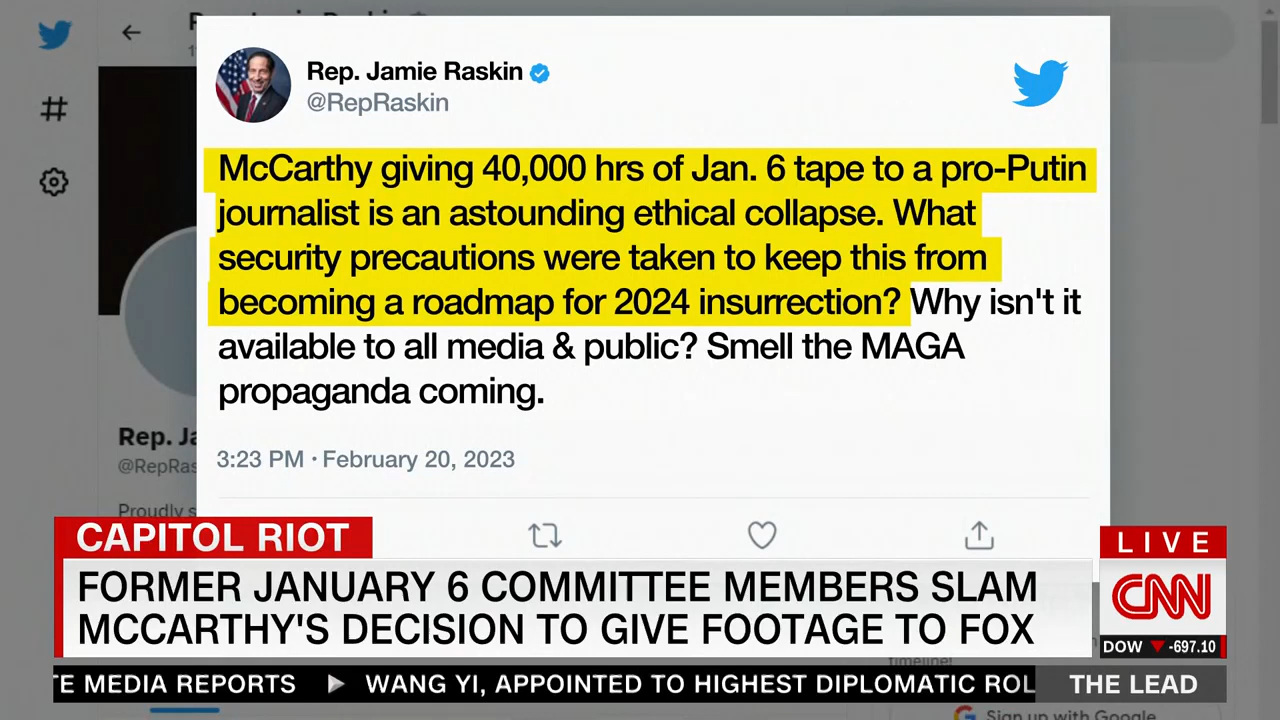 Rep. Jamie Raskin
@RepRaskin
McCarthy giving 40,000 hrs of Jan. 6 tape to a pro-Putin
journalist is an astounding ethical collapse. What
security precautions were taken to keep this from
becoming a roadmap for 2024 insurrection? Why isn't it
available to all media & public? Smell the MAGA
propaganda coming.
3:23 PM · February 20, 2023
Rep. Ja
@RepRas
Proudly s
CAPITOL RIOT
FORMER JANUARY 6 COMMITTEE MEMBERS SLAM
MCCARTHY'S DECISION TO GIVE FOOTAGE TO FOX
LIVE
CNN
DOW ▼ -697.10
TE MEDIA REPORTS ▶ WANG YI, APPOINTED TO HIGHEST DIPLOMATIC ROL
THE LEAD
timeline!
Sign up with Google